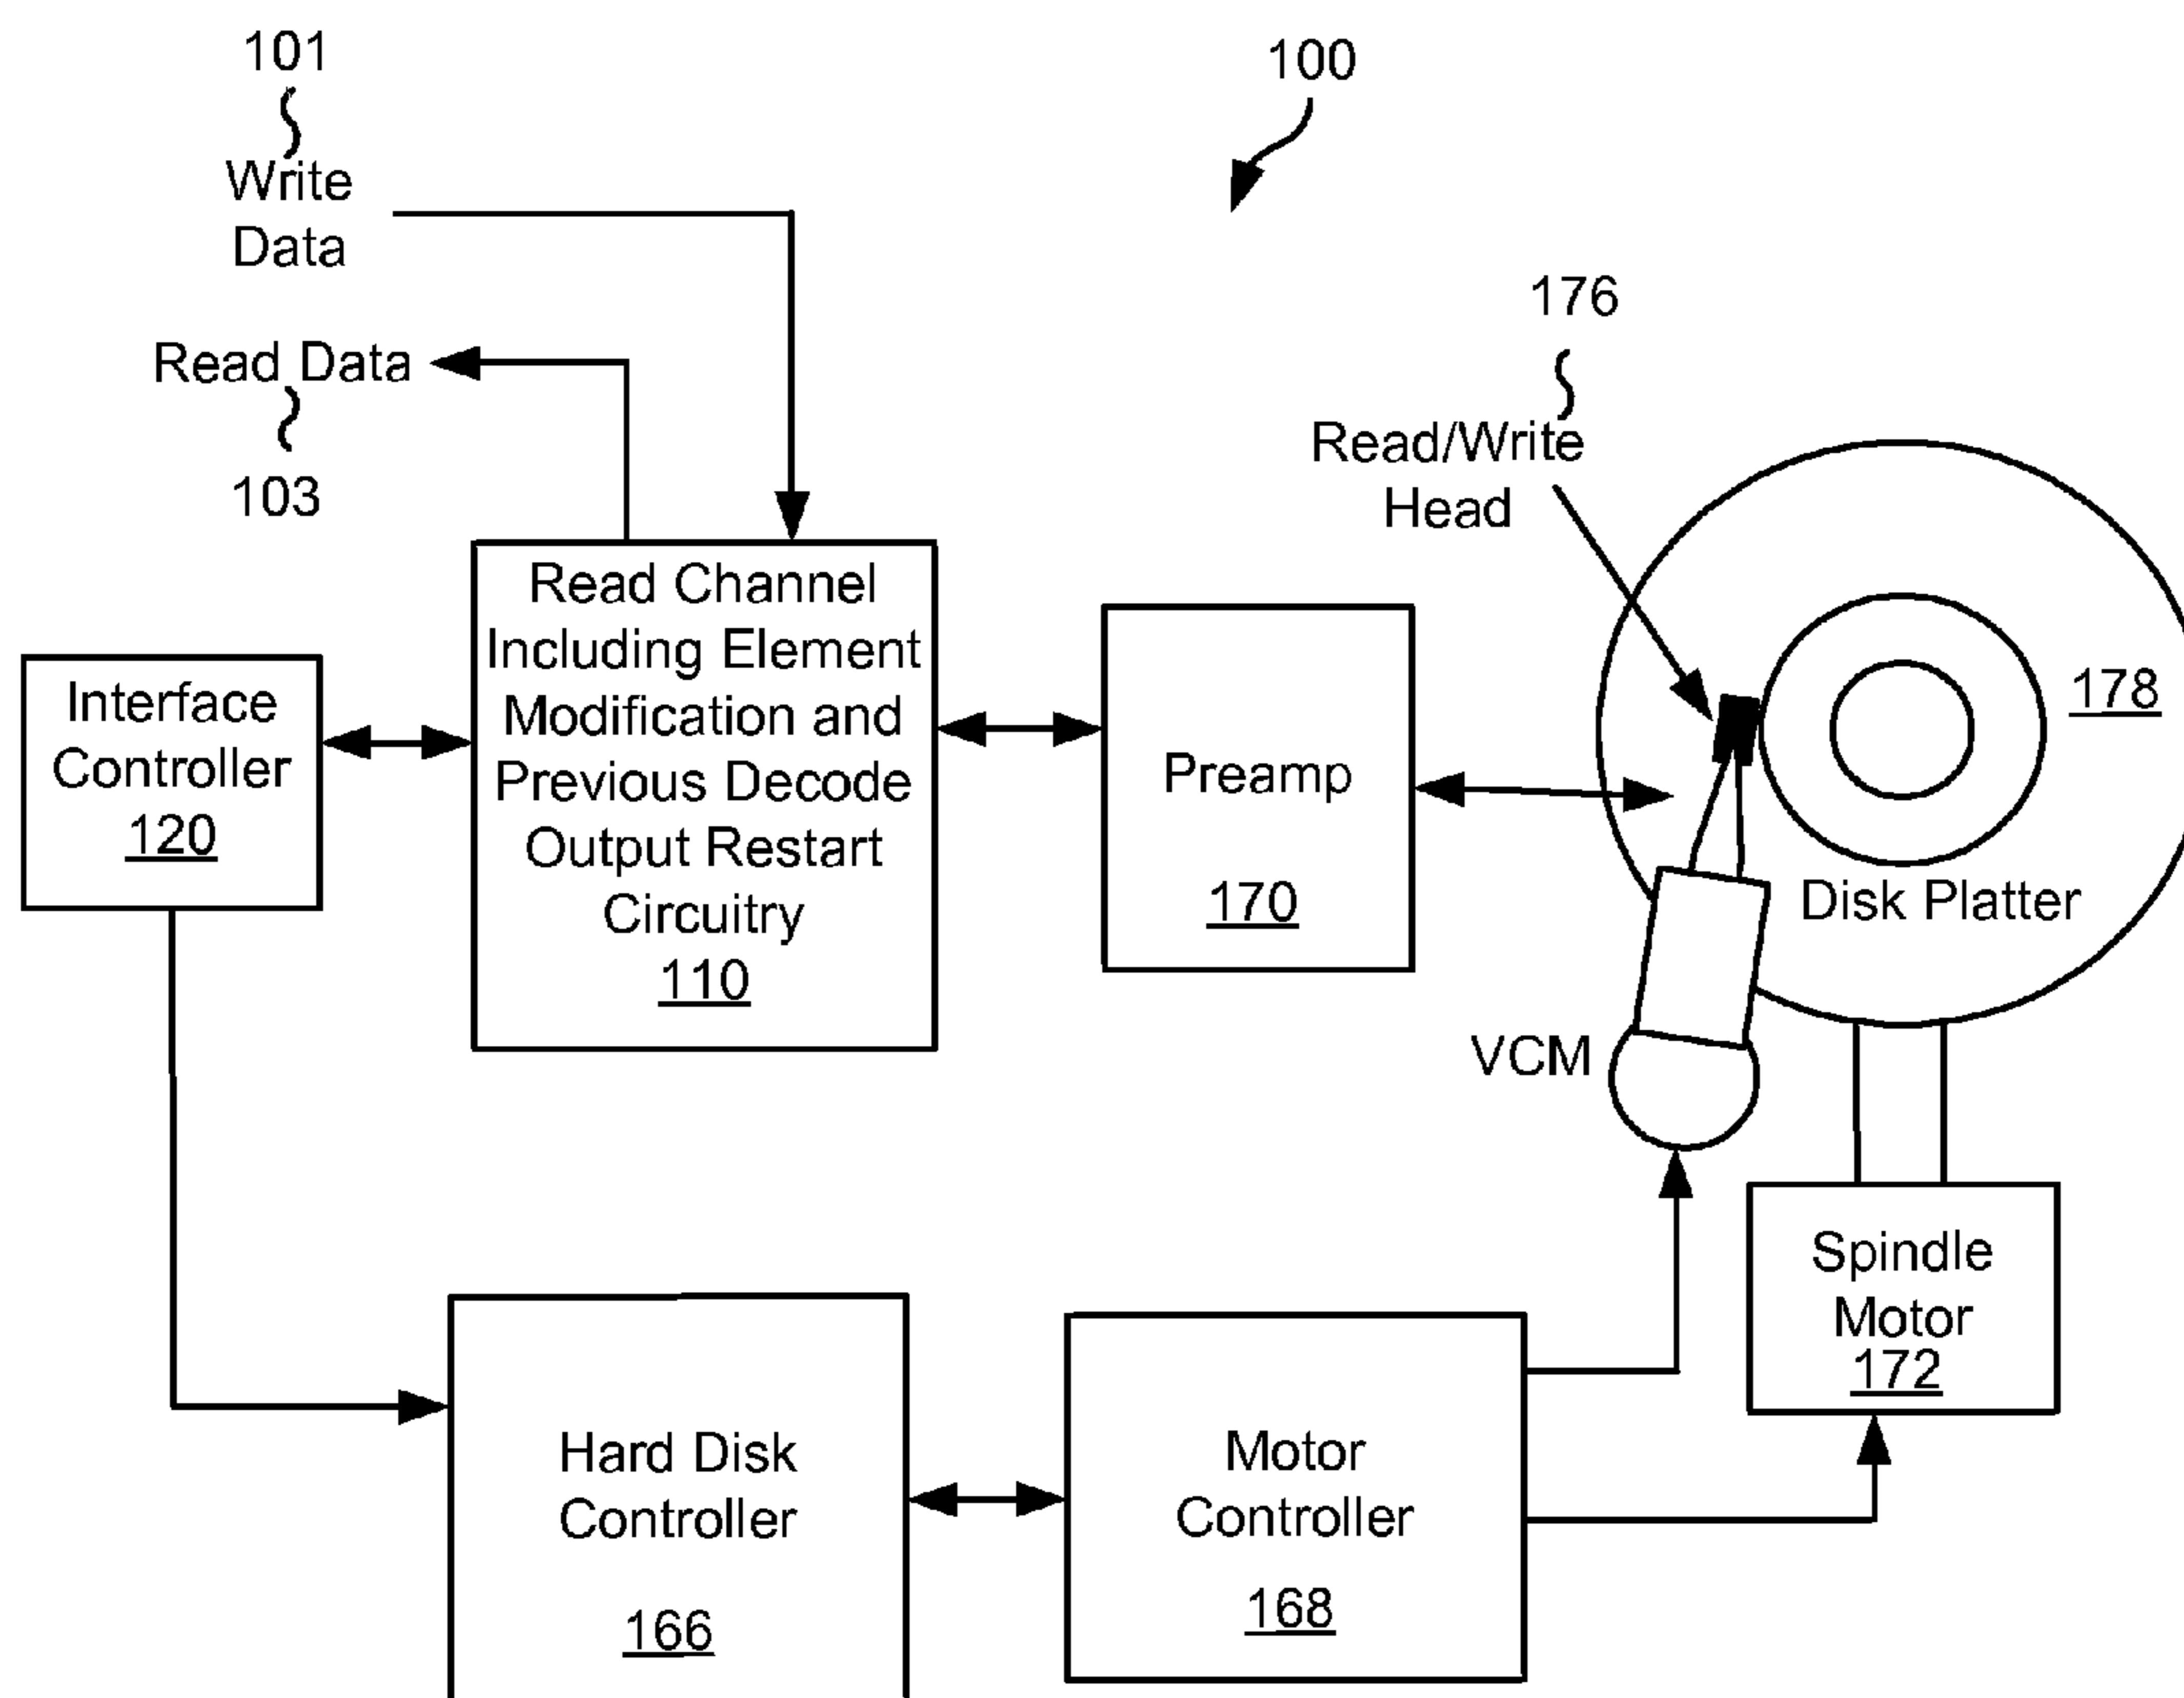 101
Write
Data
100
Read Data
103
176
Read/Write
Head
Read Channel
Including Element
Modification and
Previous Decode
Output Restart
Circuitry
110
Interface
Controller
120
Preamp
170
178
Disk Platter
VCM
Spindle
Motor
172
Hard Disk
Controller
166
Motor
Controller
168